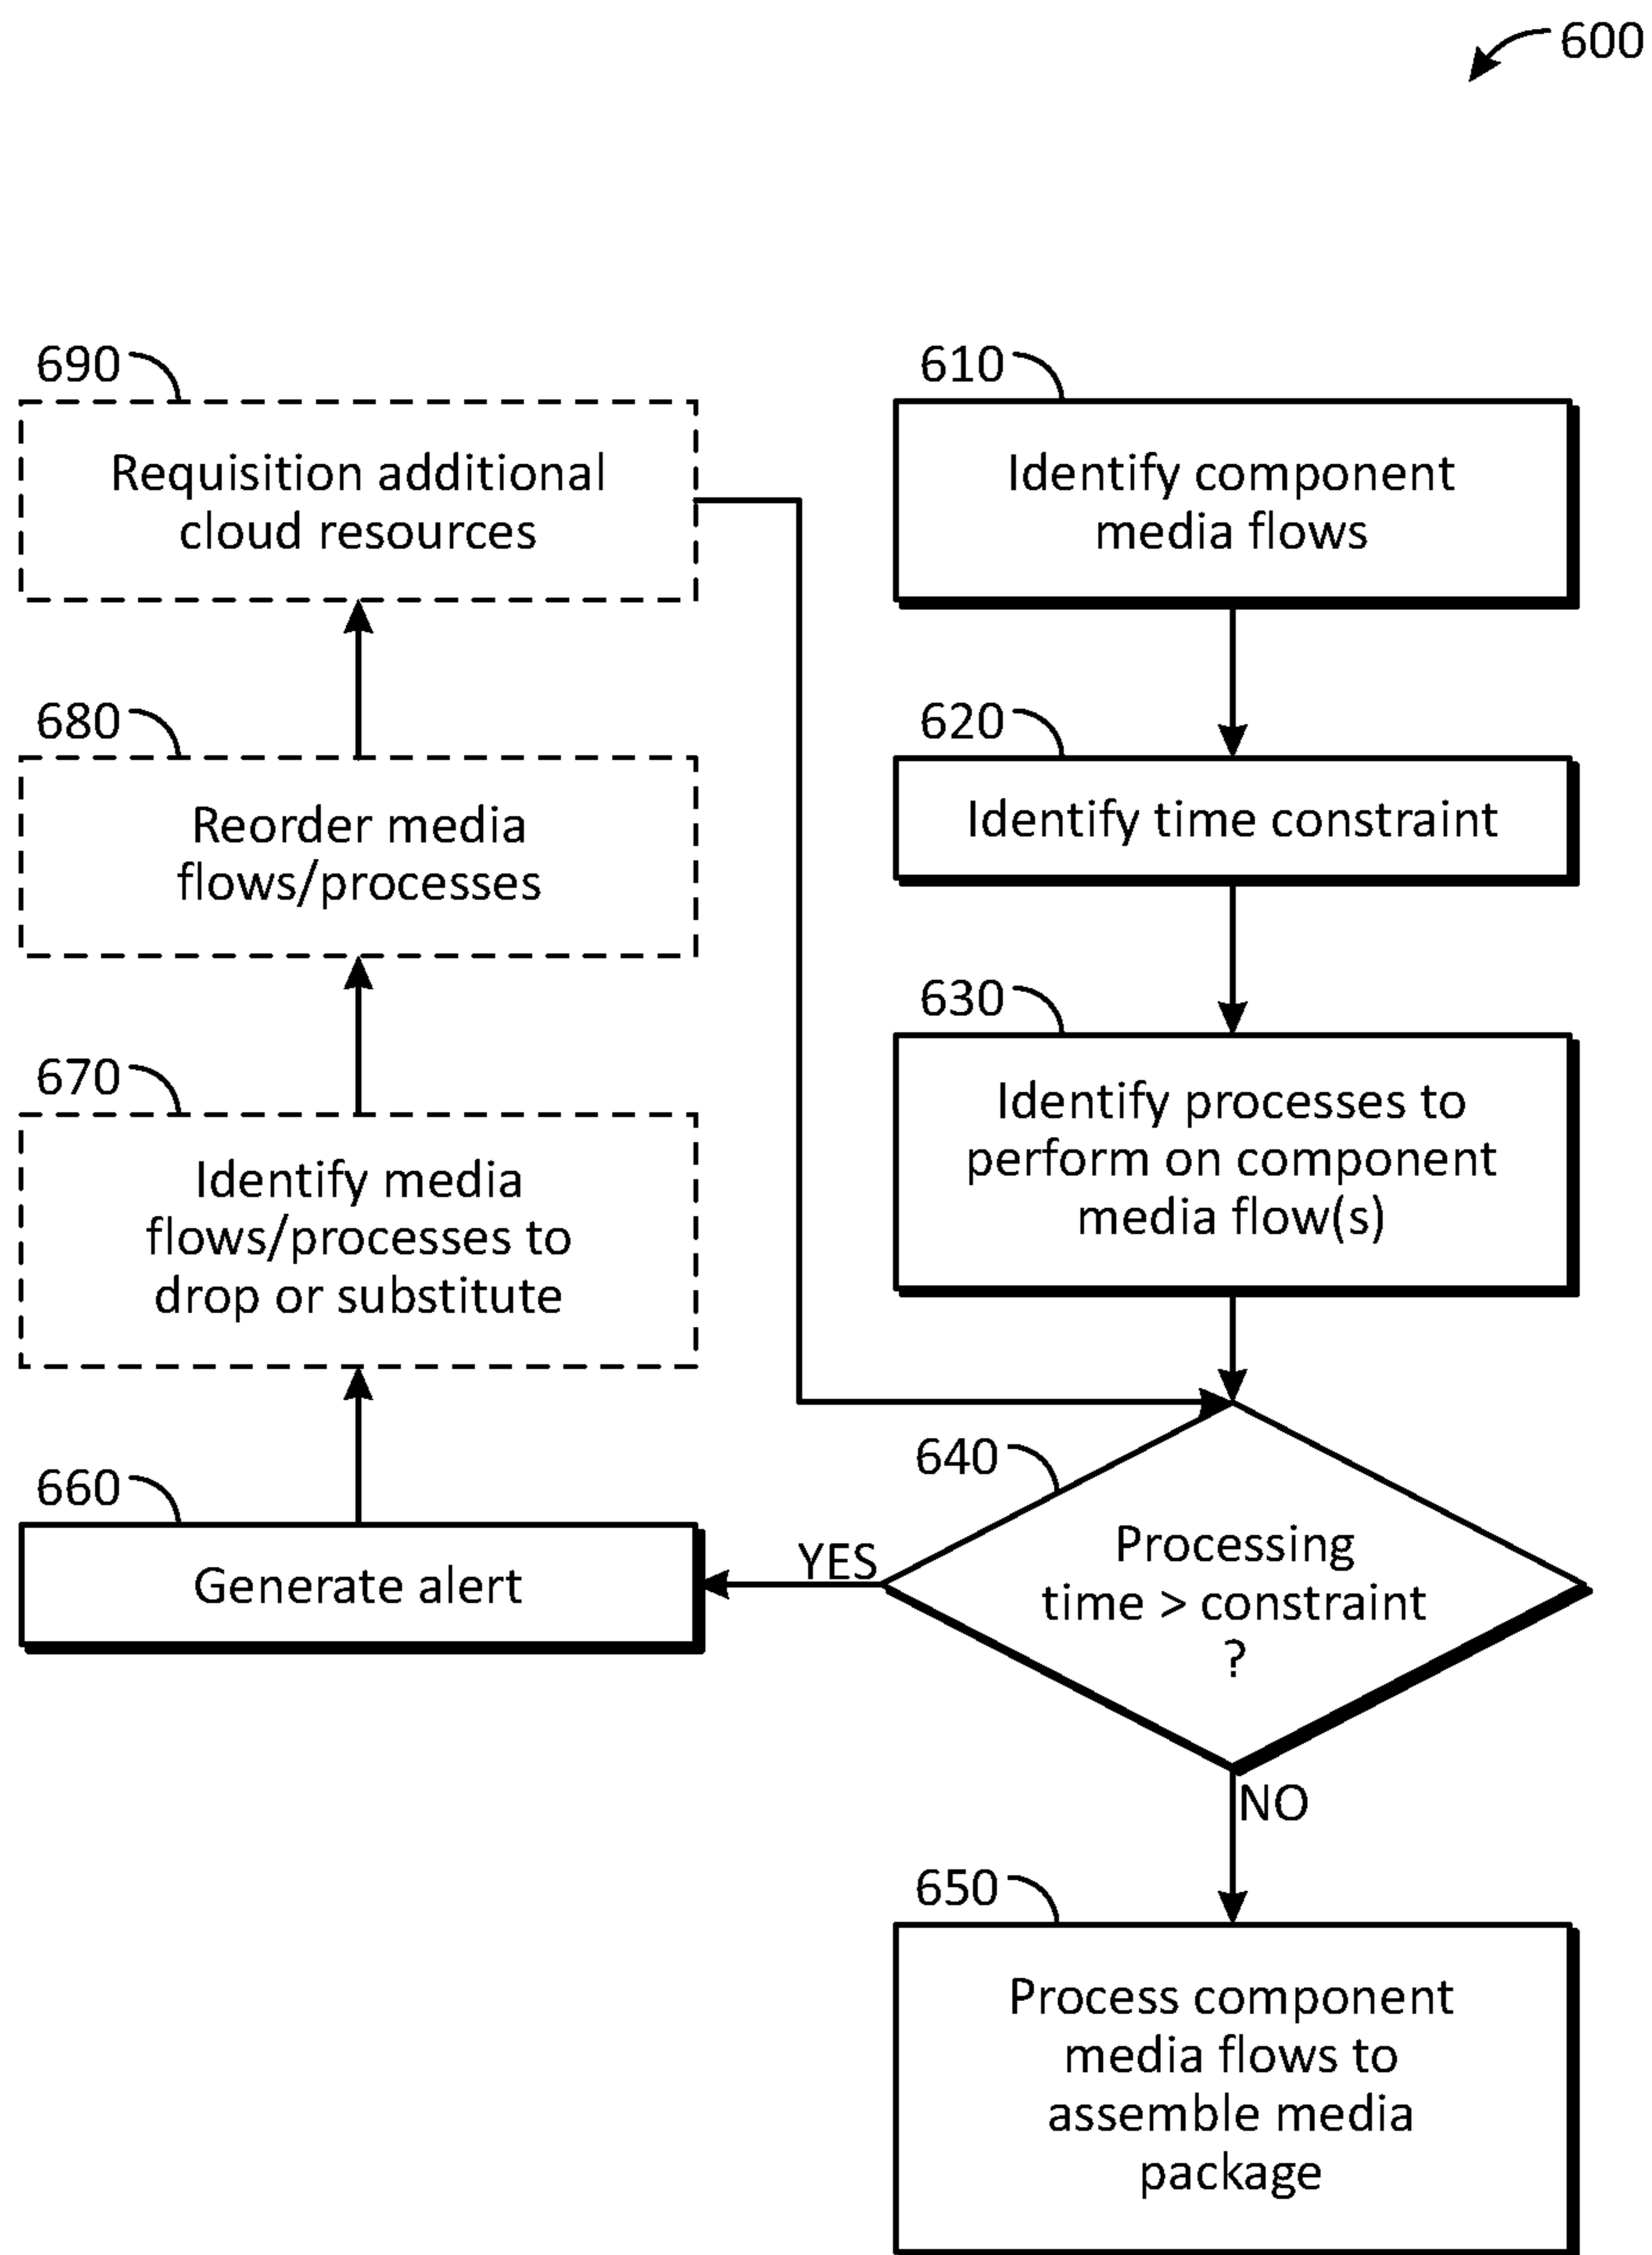 600
690
Requisition additional
cloud resources
610
Identify component
media flows
680
Reorder media
flows/processes
620
Identify time constraint
670
Identify media
flows/processes to
drop or substitute
630
Identify processes to
perform on component
media flow(s)
660
Generate alert
YES
640
Processing
time > constraint
?
NO
650
Process component
media flows to
assemble media
package